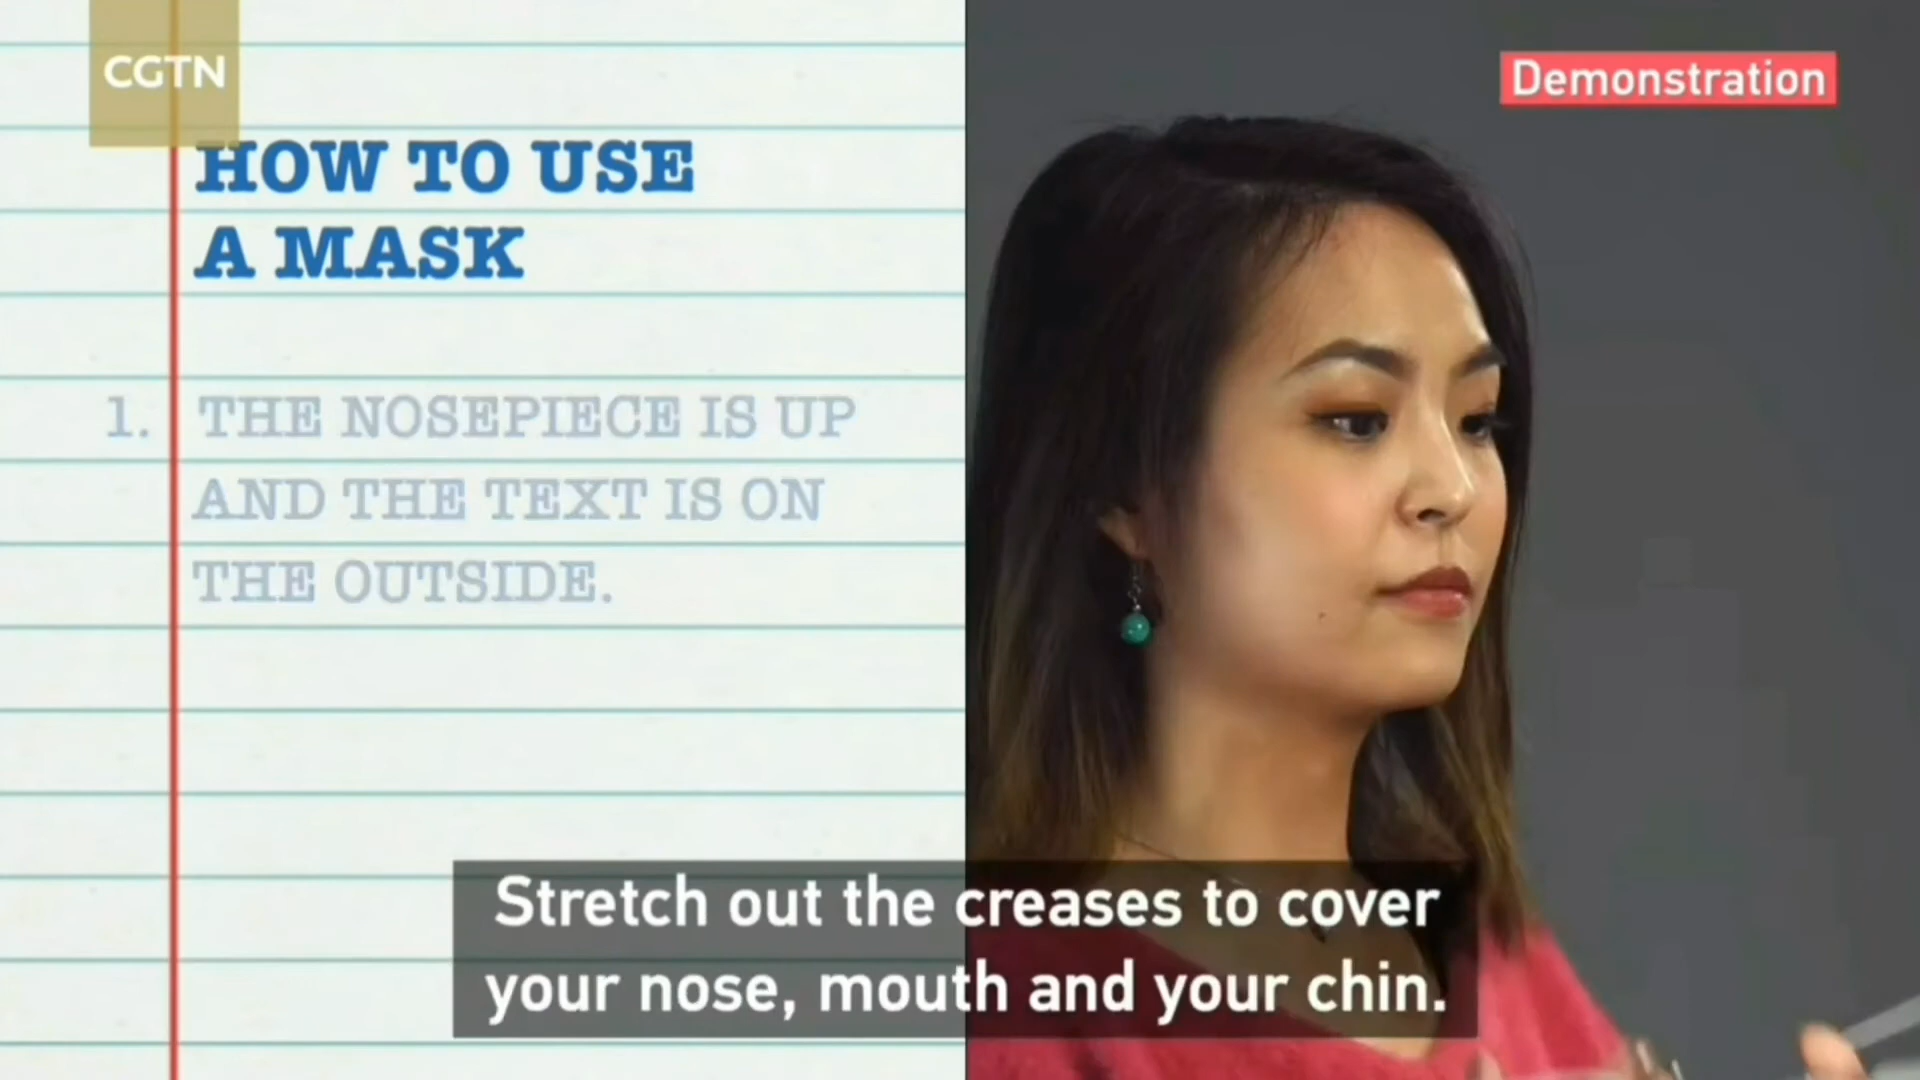 CGTN
Demonstration
HOW TO USE
A MASK
1. THE NOSEPIECE IS UP
AND THE TEXT IS ON
THE OUTSIDE.
Stretch out the creases to cover
your nose, mouth and your chin.